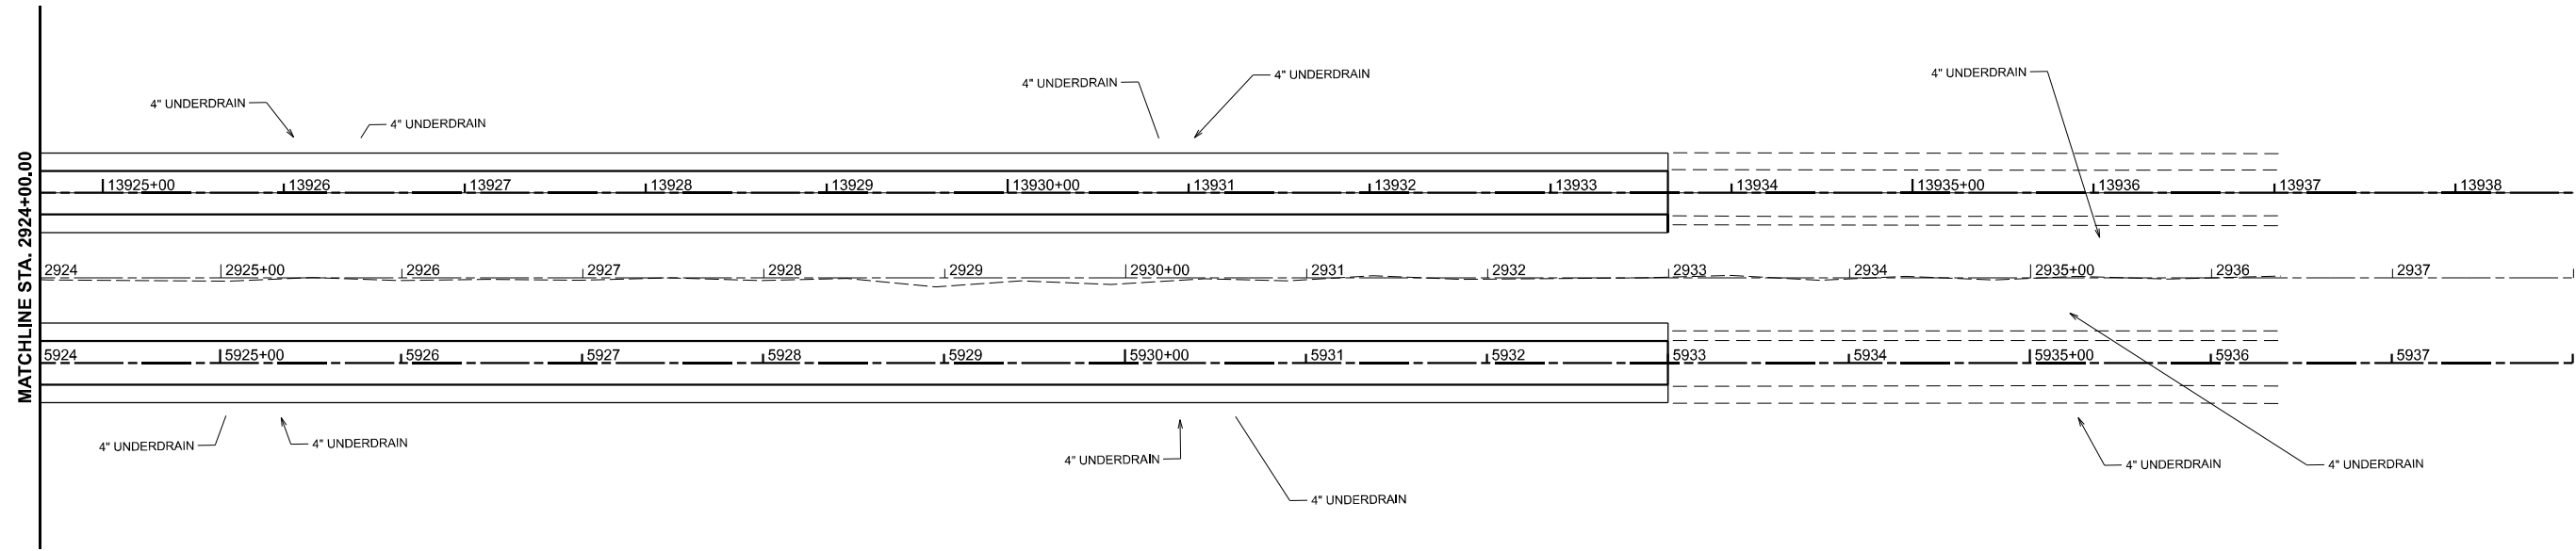 MATCHLINE STA. 2924+00.00
4" UNDERDRAIN
4" UNDERDRAIN
4" UNDERDRAIN
4" UNDERDRAIN
4" UNDERDRAIN
13925+00 13926 13927 13928 13929 13930+00 13931 13932 13933 13934 13935+00 13936 13937 13938
2924 2925+00 2926 2927 2928 2929 2930+00 2931 2932 2933 2934 2935+00 2936 2937
5924 5925+00 5926 5927 5928 5929 5930+00 5931 5932 5933 5934 5935+00 5936 5937
4" UNDERDRAIN
4" UNDERDRAIN
4" UNDERDRAIN
4" UNDERDRAIN
4" UNDERDRAIN
4" UNDERDRAIN